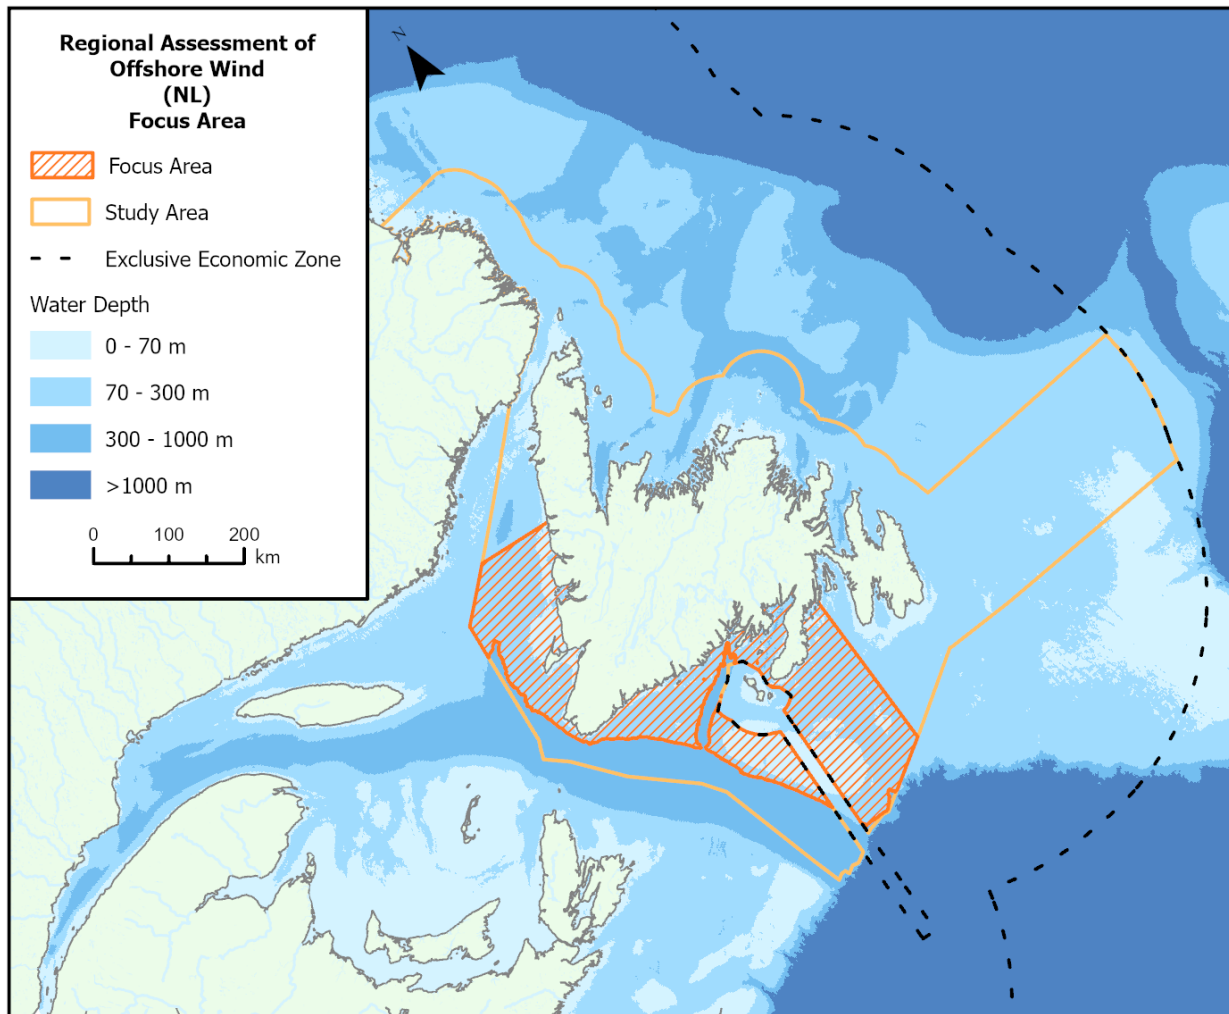 Regional Assessment of
Offshore Wind
(NL)
Focus Area
Focus Area
Study Area
Exclusive Economic Zone
Water Depth
0 - 70 m
70 - 300 m
300 - 1000 m
>1000 m
0 100 200
km
N